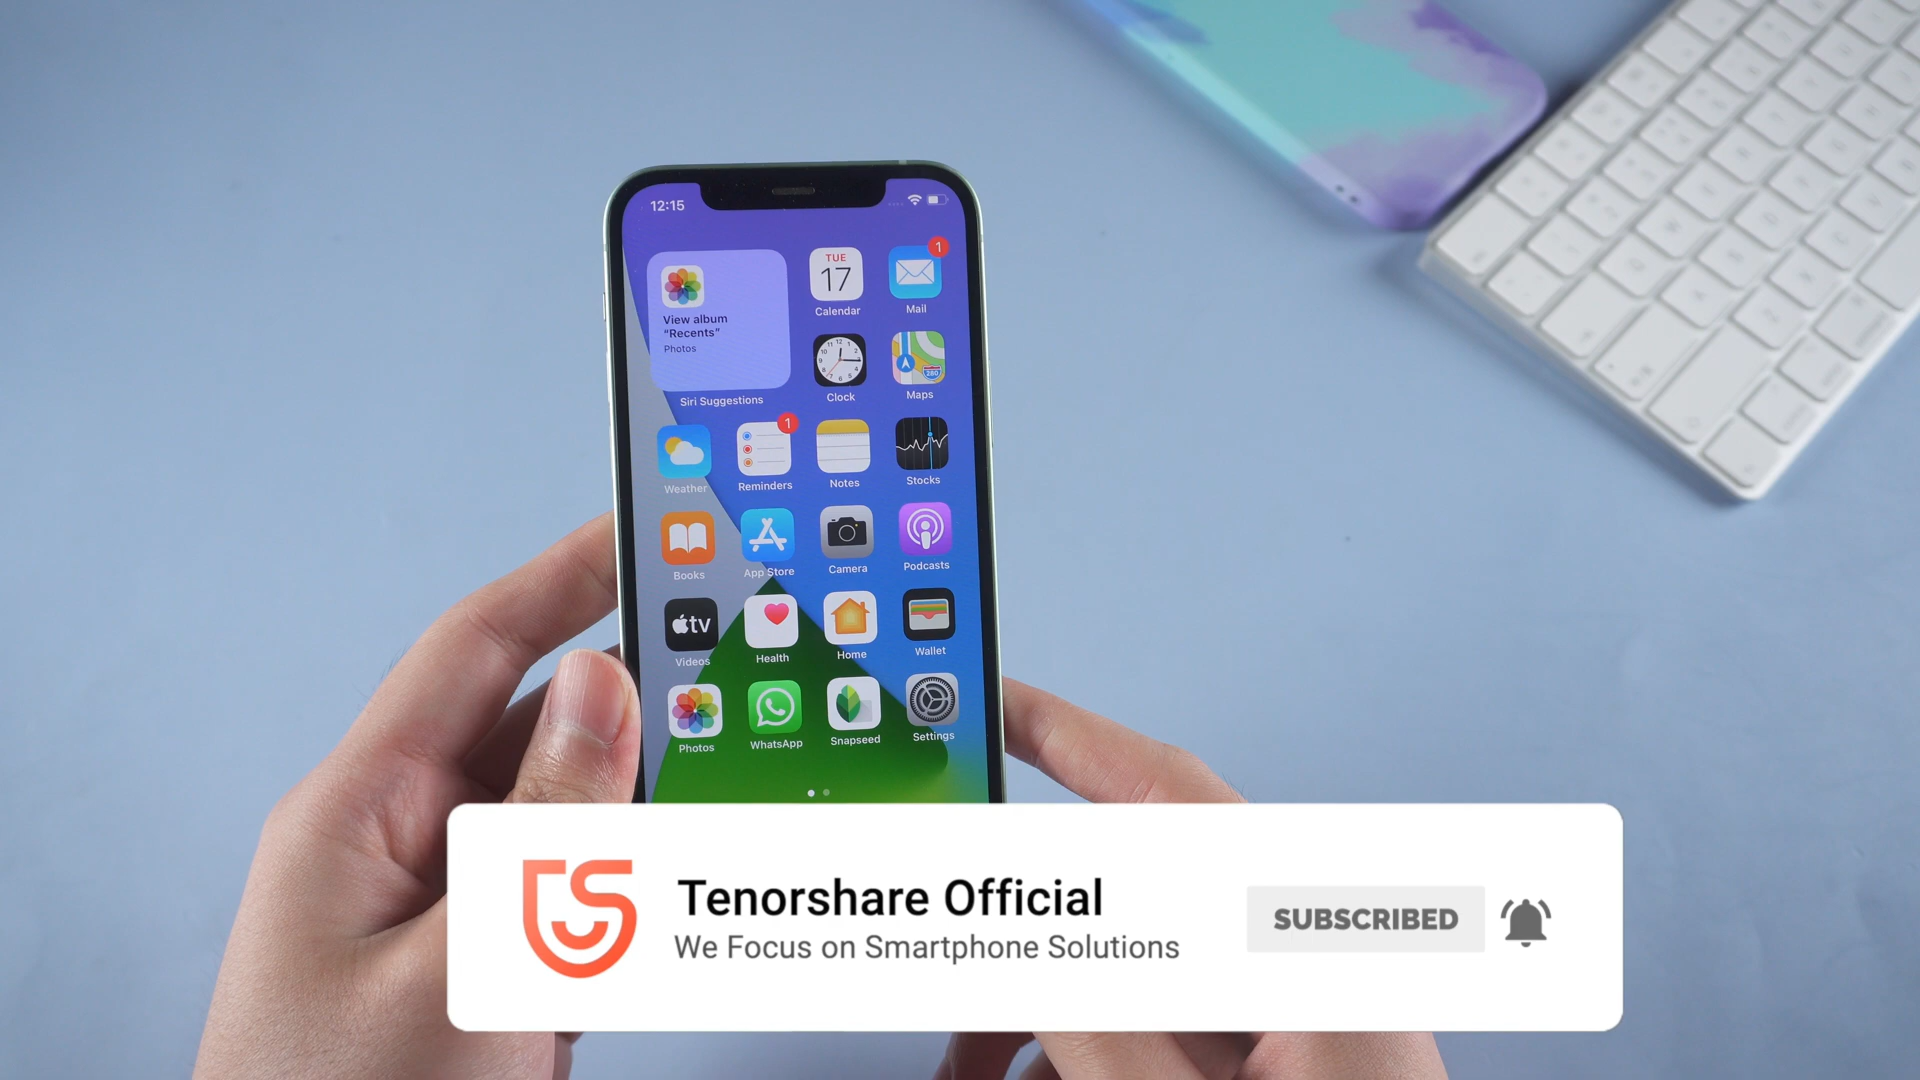 12:15
View album
“Recents”
Photos
Siri Suggestions
TUE
17
Calendar
1
Mail
Clock
280
Maps
Weather
1
Reminders
Notes
Stocks
Books
App Store
Camera
Podcasts
tv
Videos
Health
Home
Wallet
Photos
WhatsApp
Snapseed
Settings
Tenorshare Official
We Focus on Smartphone Solutions
SUBSCRIBED